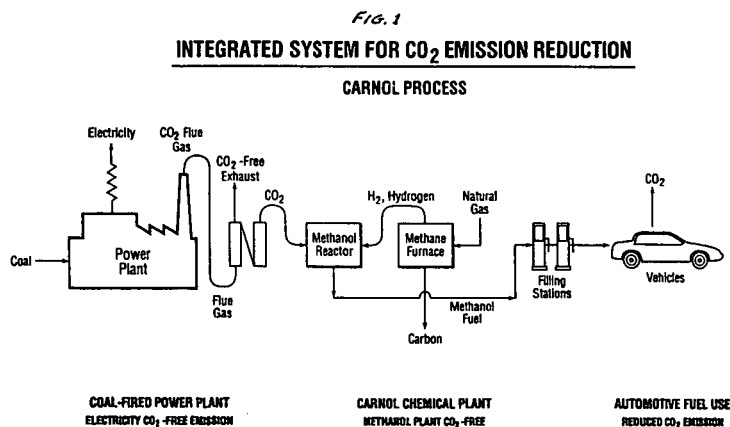 FIG. 1
INTEGRATED SYSTEM FOR CO2 EMISSION REDUCTION
CARNOL PROCESS
Electricity
CO2 Flue
Gas
CO2 -Free
Exhaust
CO2
H2, Hydrogen
Natural
Gas
CO2
Coal
Power
Plant
Methanol
Reactor
Methane
Furnace
Flue
Gas
Methanol
Fuel
Filling
Stations
Vehicles
Carbon
COAL-FIRED POWER PLANT
ELECTRICITY CO2 -FREE EMISSION
CARNOL CHEMICAL PLANT
METHANOL PLANT CO2 -FREE
AUTOMOTIVE FUEL USE
REDUCED CO2 EMISSION